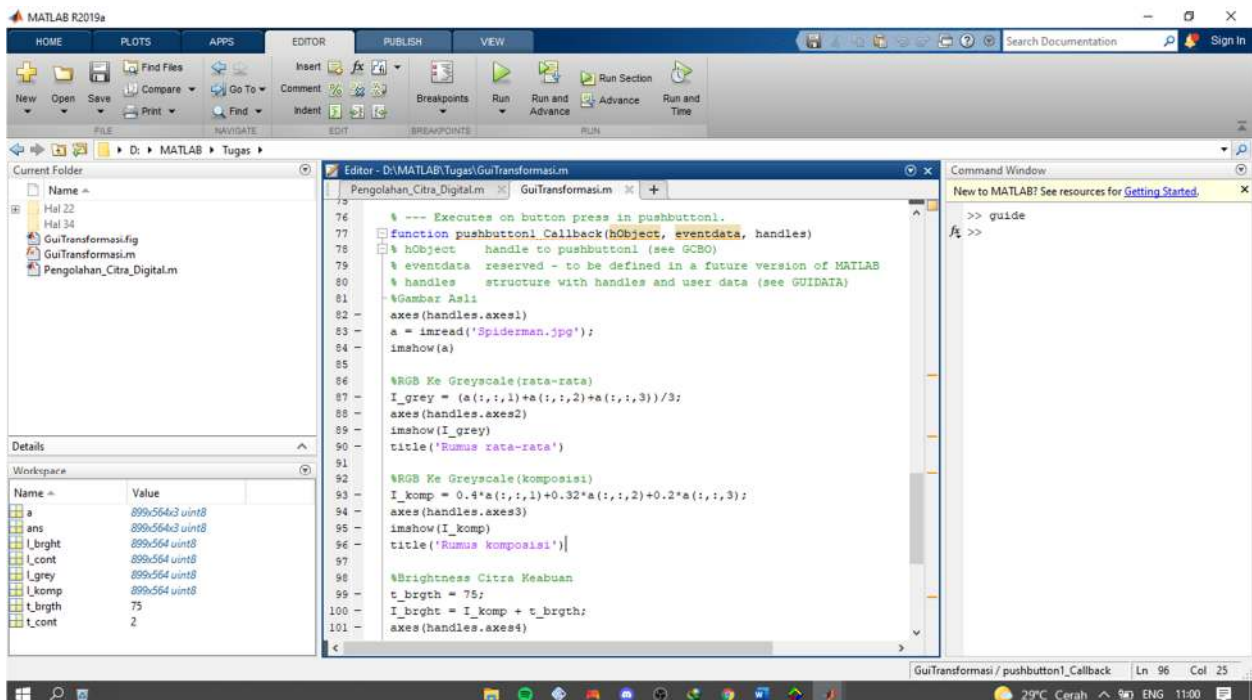 MATLAB R2019a
HOME PLOTS APPS EDITOR PUBLISH VIEW Search Documentation Sign In
New Open Save Find Files Compare Print Go To Find Insert fx Comment Indent Breakpoints Run Run and Advance Run Section Advance Run and Time
FILE NAVIGATE EDIT BREAKPOINTS RUN
D: MATLAB Tugas
Current Folder
Name
Hal 22
Hal 34
GuiTransformasi.fig
GuiTransformasi.m
Pengolahan_Citra_Digital.m
Details
Workspace
Name Value
a 899x564x3 uint8
ans 899x564x3 uint8
I_brght 899x564 uint8
I_cont 899x564 uint8
I_grey 899x564 uint8
I_komp 899x564 uint8
t_brgth 75
t_cont 2
Editor - D:\MATLAB\Tugas\GuiTransformasi.m
Pengolahan_Citra_Digital.m GuiTransformasi.m +
75
76 % --- Executes on button press in pushbutton1.
77 function pushbutton1_Callback(hObject, eventdata, handles)
78 % hObject handle to pushbutton1 (see GCBO)
79 % eventdata reserved - to be defined in a future version of MATLAB
80 % handles structure with handles and user data (see GUIDATA)
81 %Gambar Asli
82 - axes(handles.axes1)
83 - a = imread('Spiderman.jpg');
84 - imshow(a)
85
86 %RGB Ke Greyscale(rata-rata)
87 - I_grey = (a(:,:,1)+a(:,:,2)+a(:,:,3))/3;
88 - axes(handles.axes2)
89 - imshow(I_grey)
90 - title('Rumus rata-rata')
91
92 %RGB Ke Greyscale(komposisi)
93 - I_komp = 0.4*a(:,:,1)+0.32*a(:,:,2)+0.2*a(:,:,3);
94 - axes(handles.axes3)
95 - imshow(I_komp)
96 - title('Rumus komposisi')
97
98 %Brightness Citra Keabuan
99 - t_brgth = 75;
100 - I_brght = I_komp + t_brgth;
101 - axes(handles.axes4)
Command Window
New to MATLAB? See resources for Getting Started.
>> guide
fx >>
GuiTransformasi / pushbutton1_Callback Ln 96 Col 25
29°C Cerah ENG 11:00